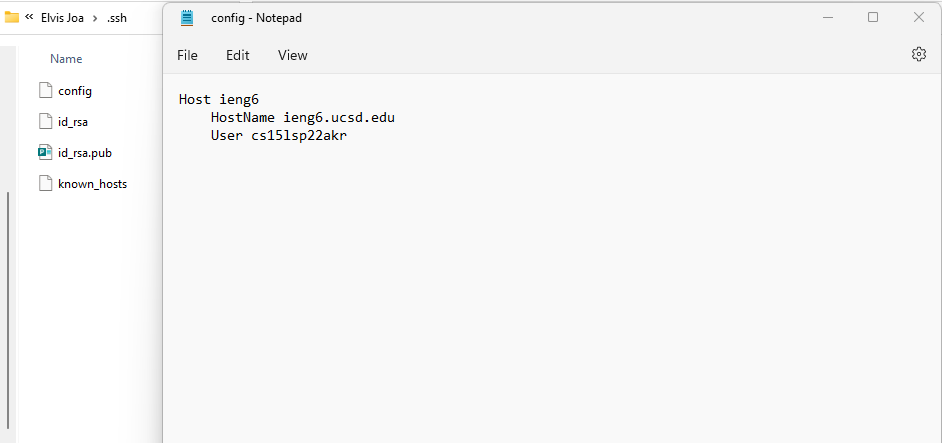 « Elvis Joa > .ssh
Name
config
id_rsa
id_rsa.pub
known_hosts
config - Notepad
File Edit View
Host ieng6
    HostName ieng6.ucsd.edu
    User cs15lsp22akr